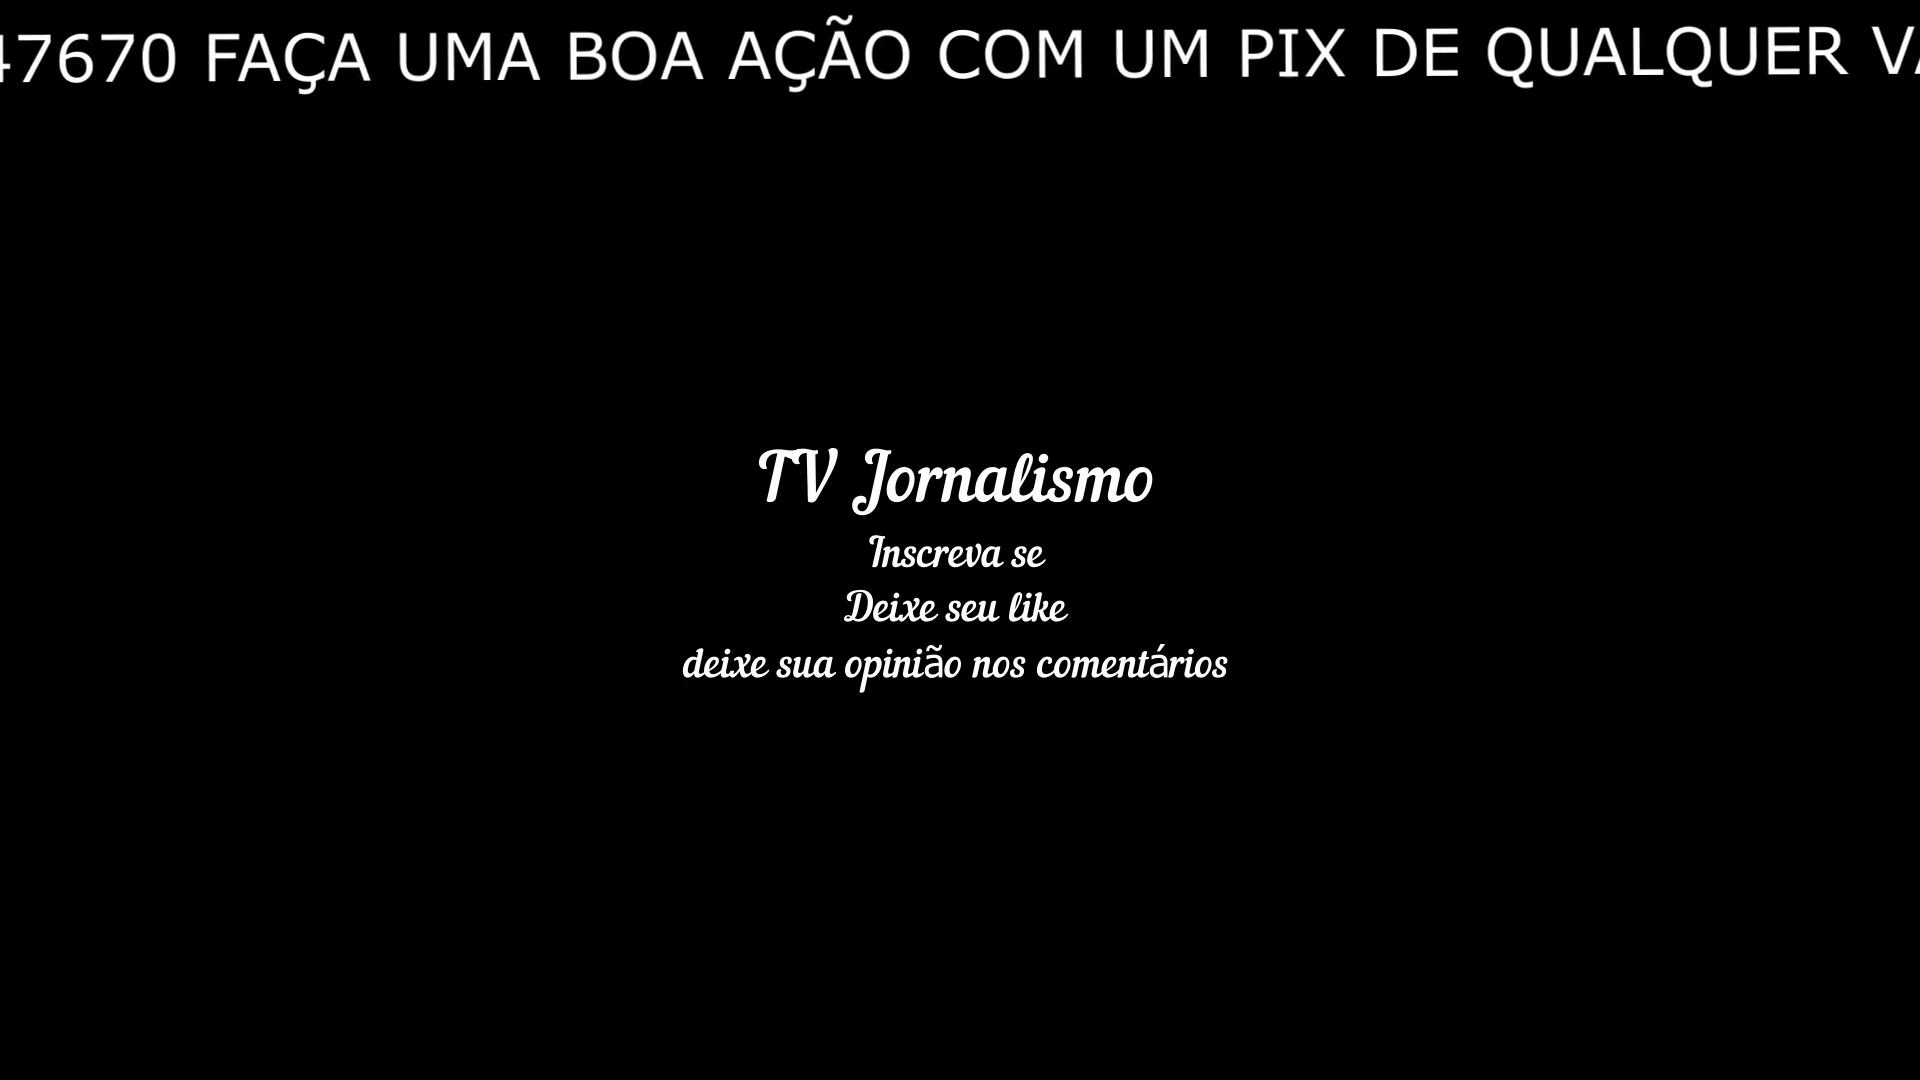 47670 FAÇA UMA BOA AÇÃO COM UM PIX DE QUALQUER
TV Jornalismo
Inscreva se
Deixe seu like
deixe sua opinião nos comentários